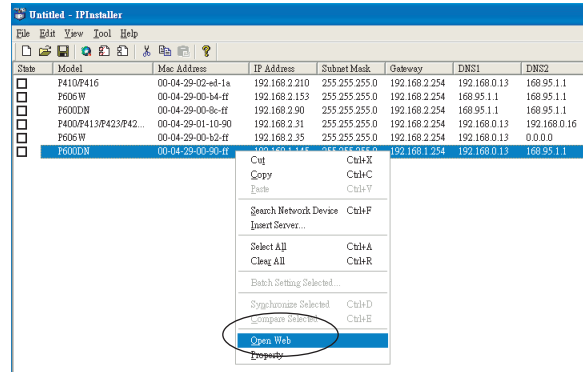 Untitled - IPInstaller
File Edit View Tool Help
State Model Mac Address IP Address Subnet Mask Gateway DNS1 DNS2
P410/P416 00-04-29-02-ed-1a 192.168.2.210 255.255.255.0 192.168.2.254 192.168.0.13 168.95.1.1
P606W 00-04-29-00-b4-ff 192.168.2.153 255.255.255.0 192.168.2.254 168.95.1.1 168.95.1.1
P600DN 00-04-29-00-8c-ff 192.168.2.90 255.255.255.0 192.168.2.254 168.95.1.1 168.95.1.1
P400/P413/P423/P42... 00-04-29-01-10-90 192.168.2.31 255.255.255.0 192.168.2.254 192.168.0.13 192.168.0.16
P606W 00-04-29-00-b2-ff 192.168.2.35 255.255.255.0 192.168.2.254 192.168.0.13 0.0.0.0
P600DN 00-04-29-00-90-ff 192.168.1.145 255.255.255.0 192.168.1.254 192.168.0.13 168.95.1.1
Cut Ctrl+X
Copy Ctrl+C
Paste Ctrl+V
Search Network Device Ctrl+F
Insert Server...
Select All Ctrl+A
Clear All Ctrl+R
Batch Setting Selected...
Synchronize Selected Ctrl+D
Compare Selected Ctrl+E
Open Web
Property